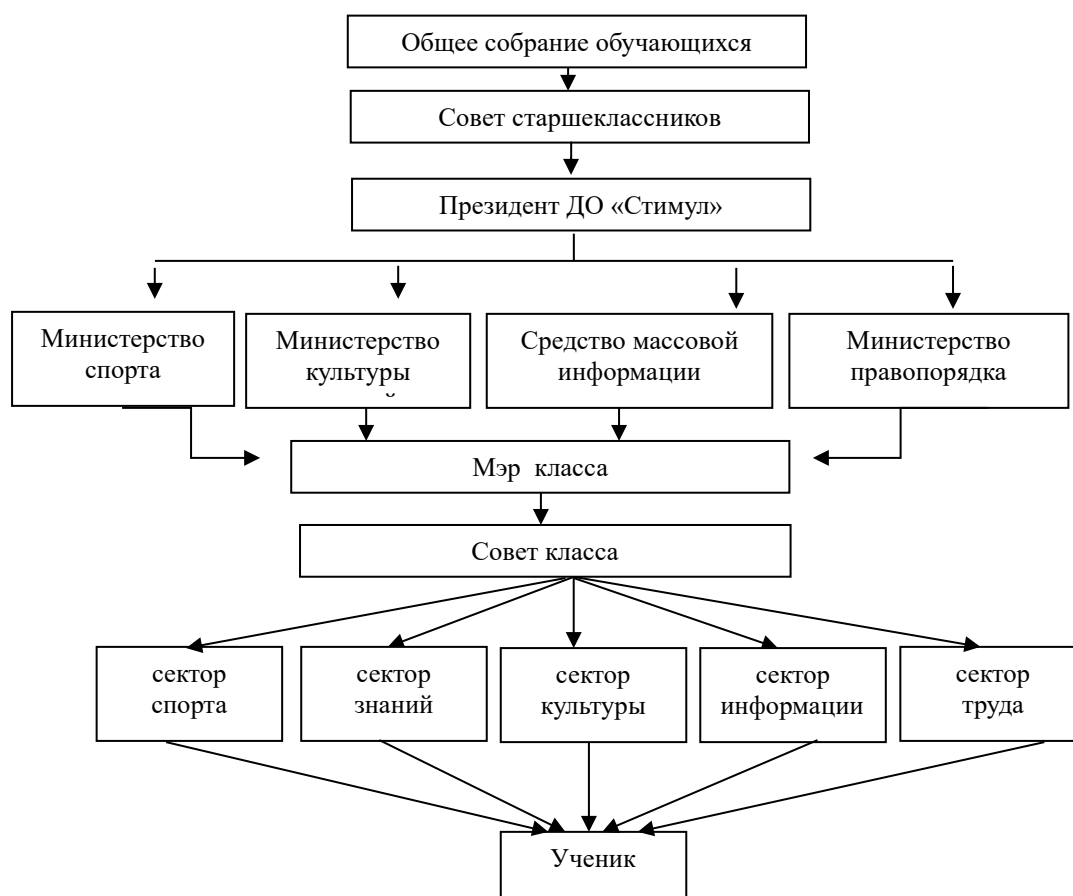 Общее собрание обучающихся
Совет старшеклассников
Президент ДО «Стимул»
Министерство
спорта
Министерство
культуры
Средство массовой
информации
Министерство
правопорядка
Мэр класса
Совет класса
сектор
спорта
сектор
знаний
сектор
культуры
сектор
информации
сектор
труда
Ученик